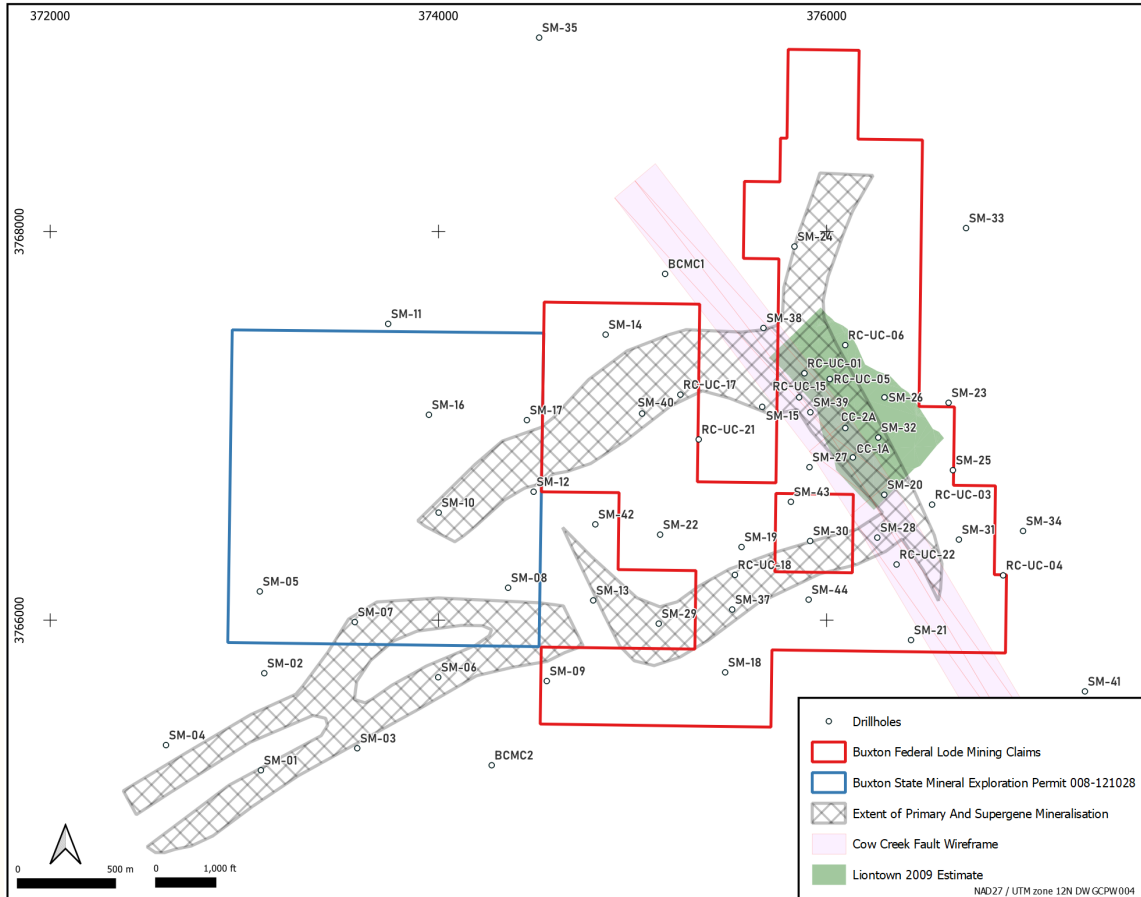 372000
374000
376000
SM-35
3768000
SM-33
SM-24
BCMC1
SM-11
SM-38
SM-14
RC-UC-06
RC-UC-01
RC-UC-05
RC-UC-17
RC-UC-15
SM-16
SM-17
SM-40
SM-15
SM-39
SM-26
SM-23
CC-2A
SM-32
RC-UC-21
SM-27
CC-1A
SM-25
SM-12
SM-20
SM-10
SM-43
RC-UC-03
SM-42
SM-22
SM-30
SM-28
SM-31
SM-34
SM-19
RC-UC-18
RC-UC-22
RC-UC-04
SM-05
SM-08
SM-13
SM-37
SM-44
3766000
SM-07
SM-29
SM-21
SM-02
SM-06
SM-09
SM-18
SM-41
SM-04
SM-03
SM-01
BCMC2
Drillholes
Buxton Federal Lode Mining Claims
Buxton State Mineral Exploration Permit 008-121028
Extent of Primary And Supergene Mineralisation
Cow Creek Fault Wireframe
Liontown 2009 Estimate
0 500 m 0 1,000 ft
NAD27 / UTM zone 12N DW GCPW004